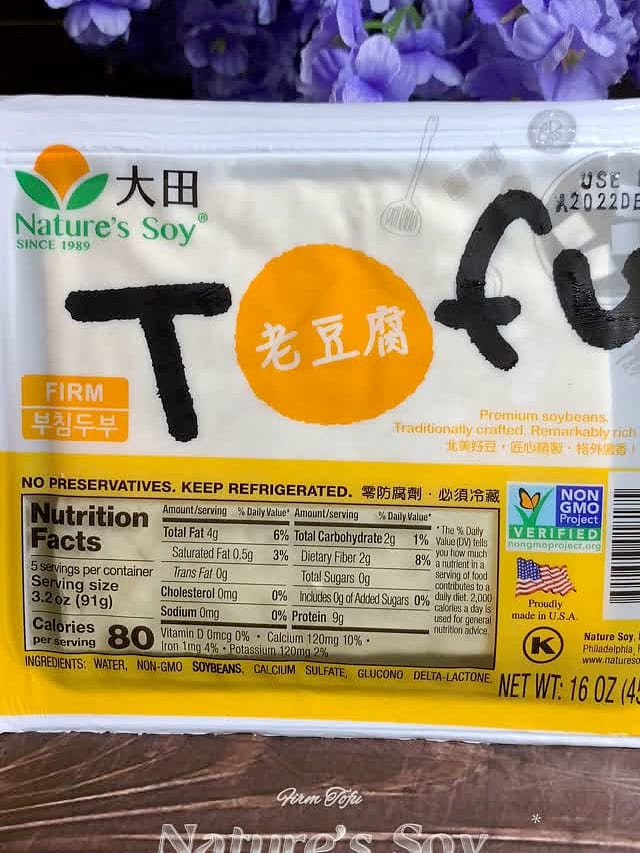 大田
Nature's Soy®
SINCE 1989
USE
A2022DE
Tofu
老豆腐
FIRM
부침두부
Premium soybeans.
Traditionally crafted. Remarkably rich
北美好豆 · 匠心精製 · 格外濃香！
NO PRESERVATIVES. KEEP REFRIGERATED. 零防腐劑 · 必須冷藏
Nutrition
Facts
5 servings per container
Serving size
3.2 oz (91g)
Calories
per serving 80
Amount/serving % Daily Value*
Total Fat 4g 6%
Saturated Fat 0.5g 3%
Trans Fat 0g
Cholesterol 0mg 0%
Sodium 0mg 0%
Amount/serving % Daily Value*
Total Carbohydrate 2g 1%
Dietary Fiber 2g 8%
Total Sugars 0g
Includes 0g of Added Sugars 0%
Protein 9g
Vitamin D 0mcg 0% • Calcium 120mg 10% •
Iron 1mg 4% • Potassium 120mg 2%
*The % Daily
Value (DV) tells
you how much
a nutrient in a
serving of food
contributes to a
daily diet. 2,000
calories a day is
used for general
nutrition advice.
INGREDIENTS: WATER, NON-GMO SOYBEANS, CALCIUM SULFATE, GLUCONO DELTA-LACTONE.
NON
GMO
Project
VERIFIED
nongmoproject.org
Proudly
made in U.S.A.
K
Nature Soy,
Philadelphia,
www.natureso
NET WT: 16 OZ (45
Firm Tofu
Nature's Soy
*